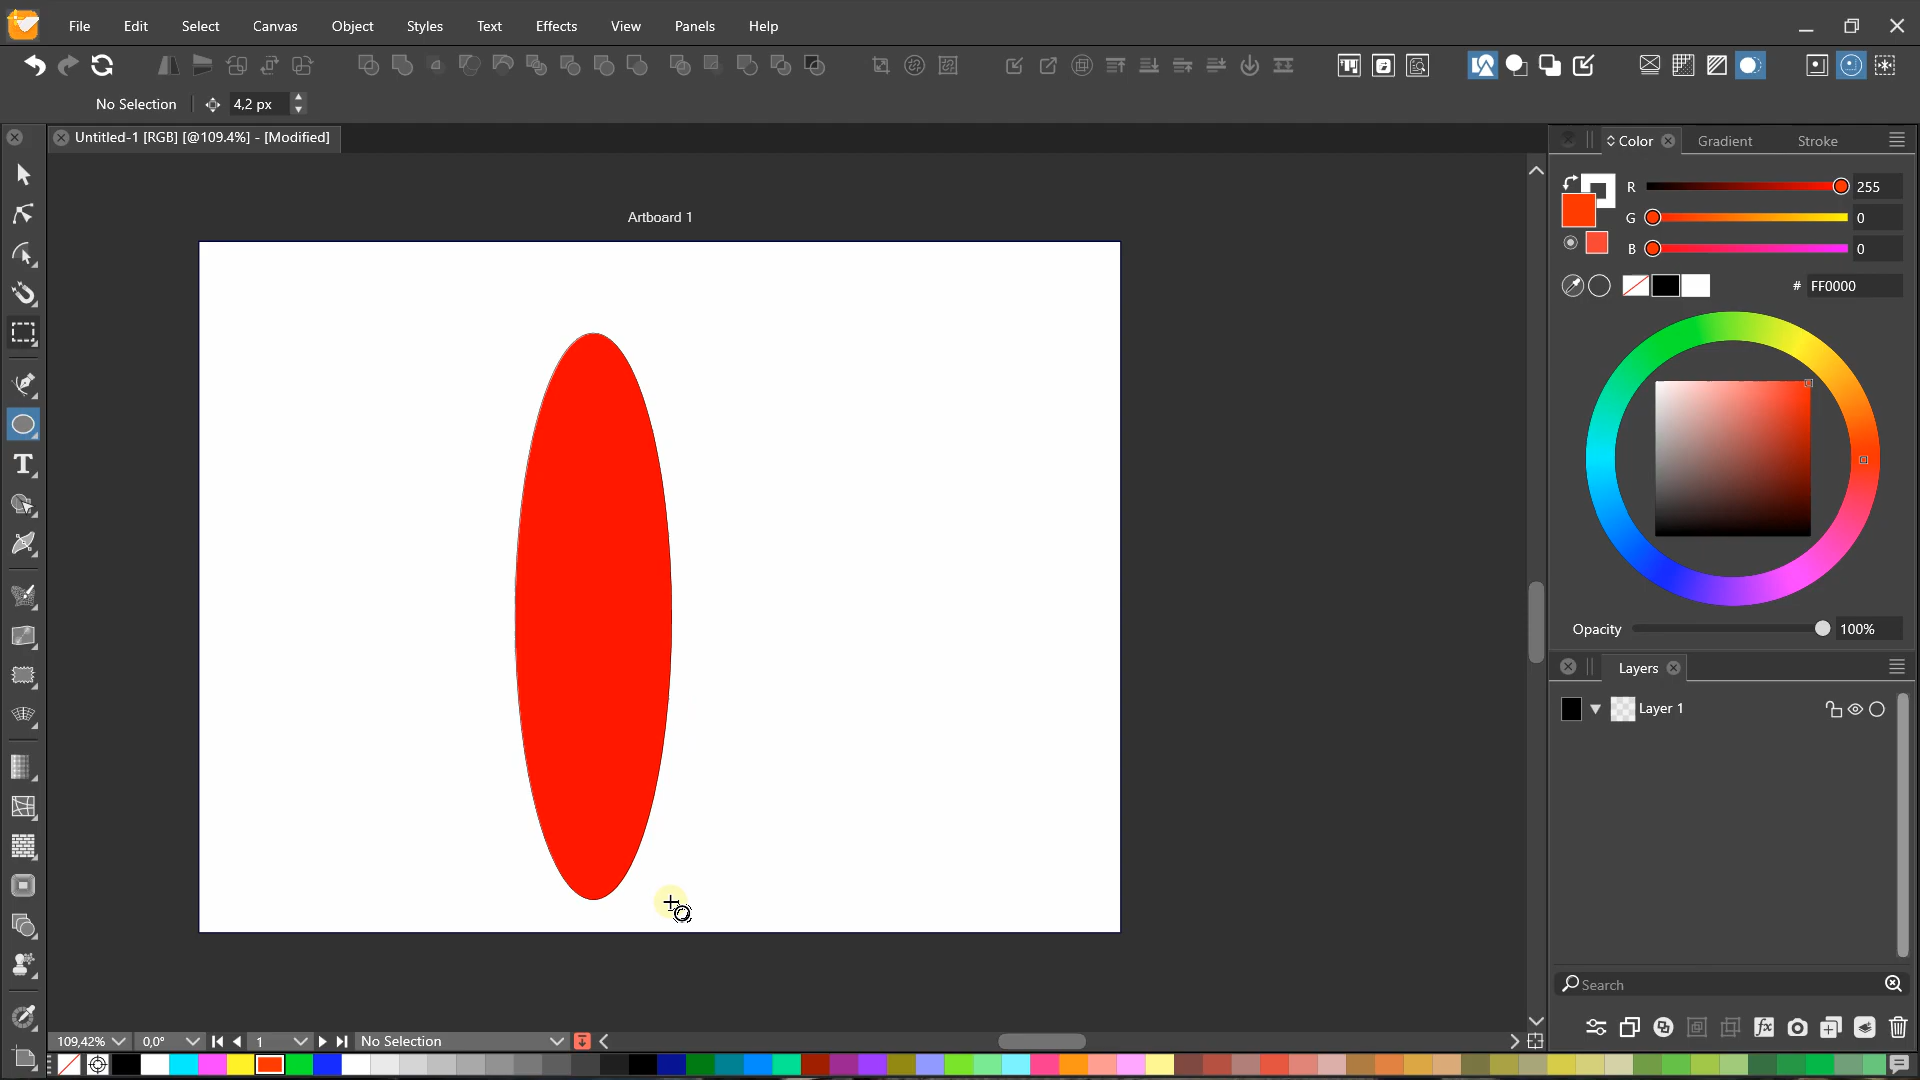 File Edit Select Canvas Object Styles Text Effects View Panels Help
No Selection 4,2 px
Untitled-1 [RGB] [@109.4%] - [Modified]
Color Gradient Stroke
R 255
G 0
B 0
# FF0000
Artboard 1
Opacity 100%
Layers
Layer 1
Search
109,42% 0,0° 1 No Selection